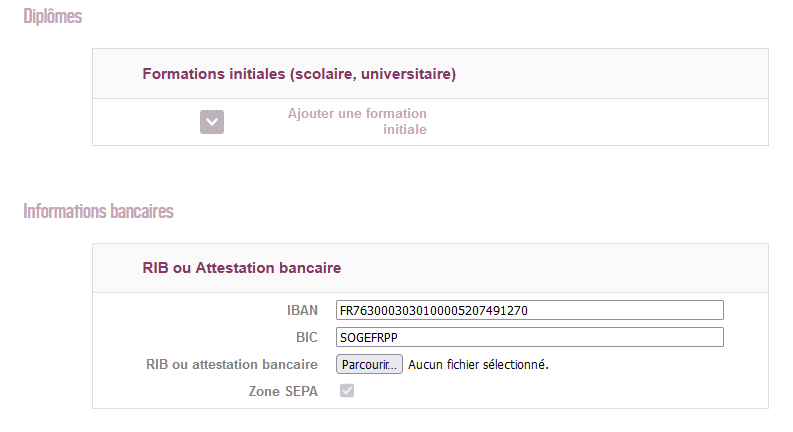 Diplômes
Formations initiales (scolaire, universitaire)
Ajouter une formation
initiale
Informations bancaires
RIB ou Attestation bancaire
IBAN FR7630003030100005207491270
BIC SOGEFRPP
RIB ou attestation bancaire Parcourir... Aucun fichier sélectionné.
Zone SEPA